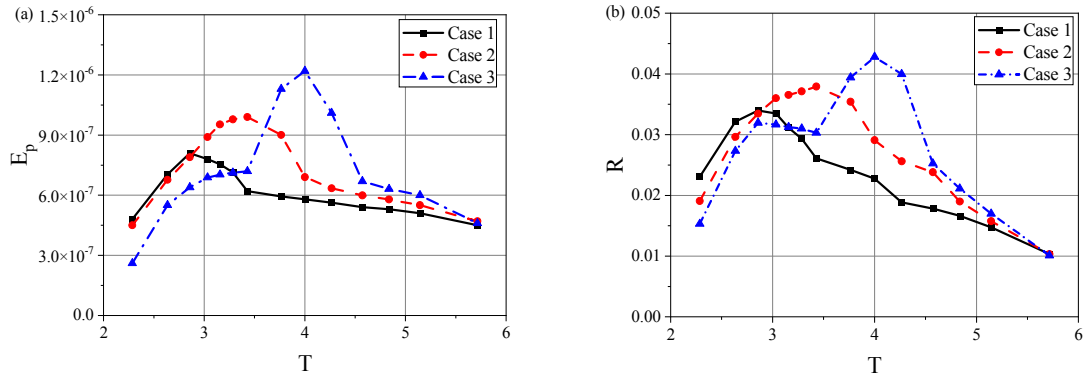 (a)
1.5×10⁻⁶
1.2×10⁻⁶
9.0×10⁻⁷
6.0×10⁻⁷
3.0×10⁻⁷
0.0
Eₚ
2 3 4 5 6
T
Case 1
Case 2
Case 3
(b)
0.05
0.04
0.03
0.02
0.01
0.00
R
2 3 4 5 6
T
Case 1
Case 2
Case 3